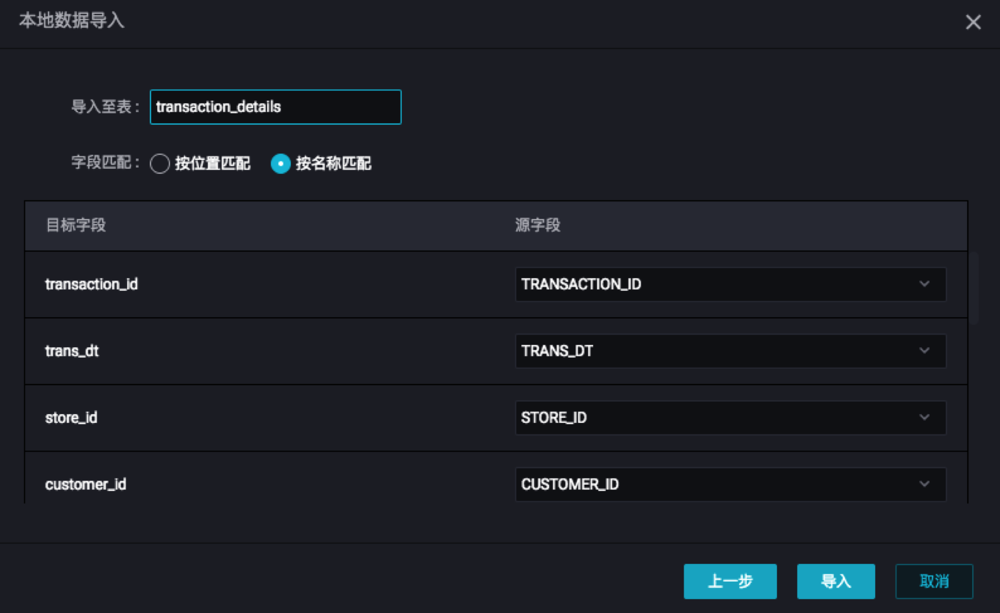 本地数据导入
导入至表： transaction_details
字段匹配： 按位置匹配 按名称匹配
目标字段 源字段
transaction_id TRANSACTION_ID
trans_dt TRANS_DT
store_id STORE_ID
customer_id CUSTOMER_ID
上一步 导入 取消